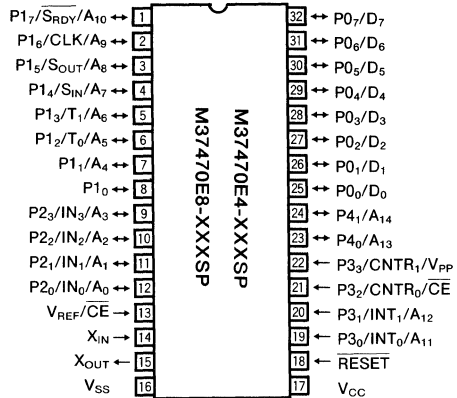 P1₇/S̅R̅D̅Y̅/A₁₀ 1
P1₆/CLK/A₉ 2
P1₅/SOUT/A₈ 3
P1₄/SIN/A₇ 4
P1₃/T₁/A₆ 5
P1₂/T₀/A₅ 6
P1₁/A₄ 7
P1₀ 8
P2₃/IN₃/A₃ 9
P2₂/IN₂/A₂ 10
P2₁/IN₁/A₁ 11
P2₀/IN₀/A₀ 12
VREF/C̅E̅ 13
XIN 14
XOUT 15
VSS 16
M37470E4-XXXSP
M37470E8-XXXSP
32 P0₇/D₇
31 P0₆/D₆
30 P0₅/D₅
29 P0₄/D₄
28 P0₃/D₃
27 P0₂/D₂
26 P0₁/D₁
25 P0₀/D₀
24 P4₁/A₁₄
23 P4₀/A₁₃
22 P3₃/CNTR₁/VPP
21 P3₂/CNTR₀/C̅E̅
20 P3₁/INT₁/A₁₂
19 P3₀/INT₀/A₁₁
18 R̅E̅S̅E̅T̅
17 VCC